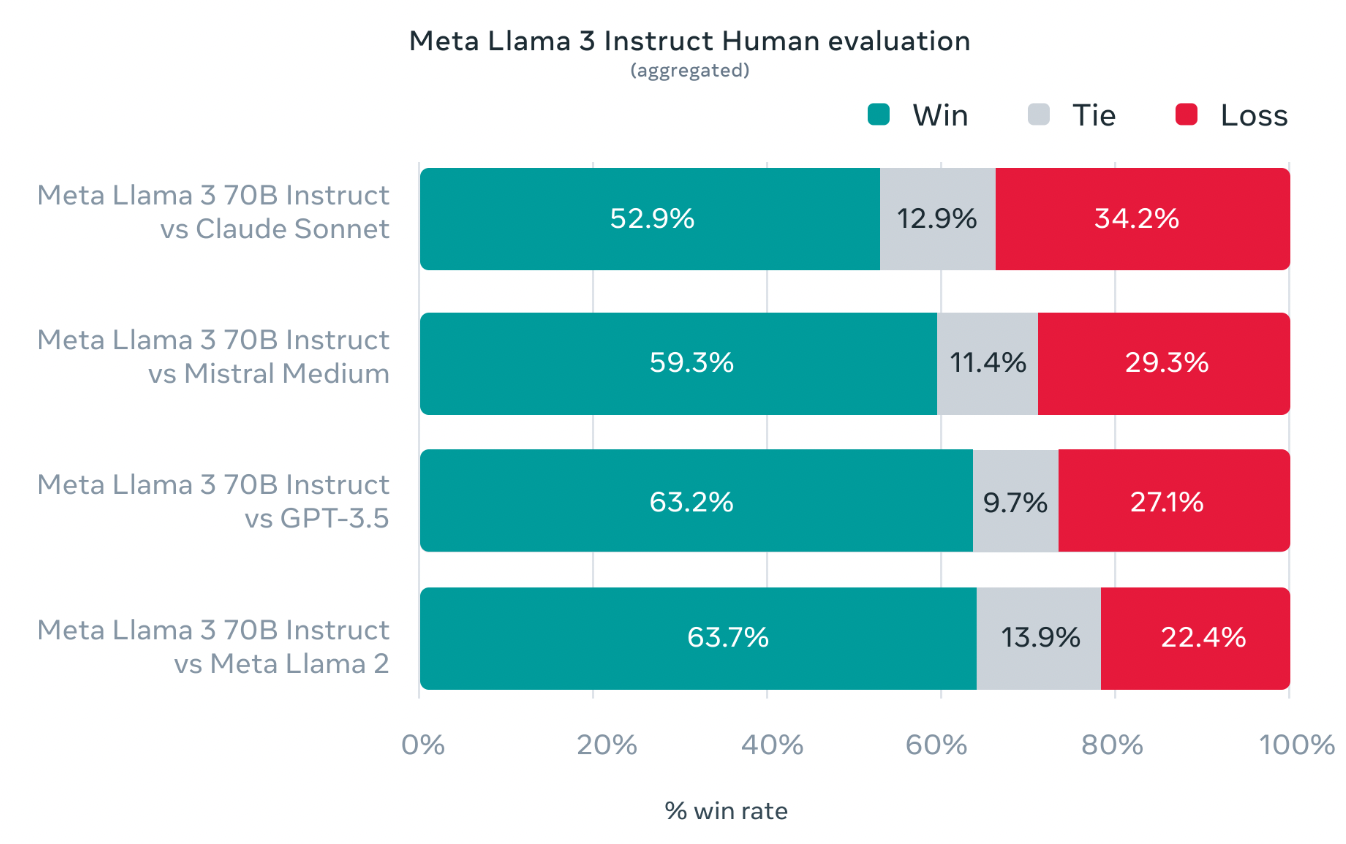 Meta Llama 3 Instruct Human evaluation
(aggregated)
Win Tie Loss
Meta Llama 3 70B Instruct
vs Claude Sonnet
52.9% 12.9% 34.2%
Meta Llama 3 70B Instruct
vs Mistral Medium
59.3% 11.4% 29.3%
Meta Llama 3 70B Instruct
vs GPT-3.5
63.2% 9.7% 27.1%
Meta Llama 3 70B Instruct
vs Meta Llama 2
63.7% 13.9% 22.4%
0% 20% 40% 60% 80% 100%
% win rate